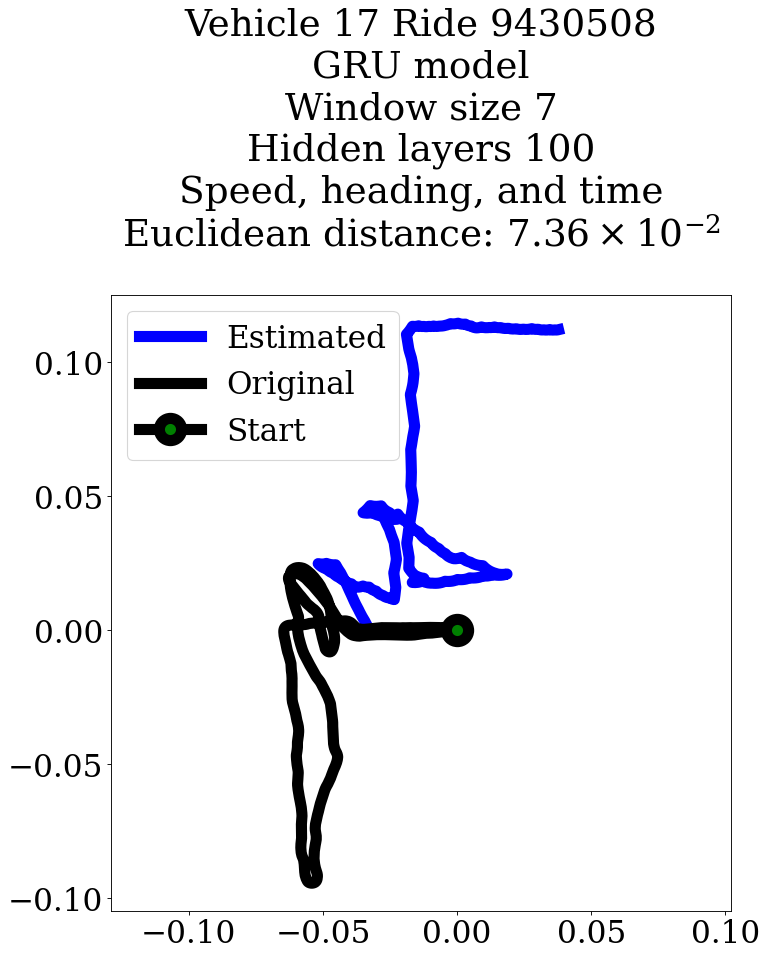 Vehicle 17 Ride 9430508
GRU model
Window size 7
Hidden layers 100
Speed, heading, and time
Euclidean distance: 7.36 × 10⁻²
Estimated
Original
Start
0.10
0.05
0.00
−0.05
−0.10
−0.10 −0.05 0.00 0.05 0.10